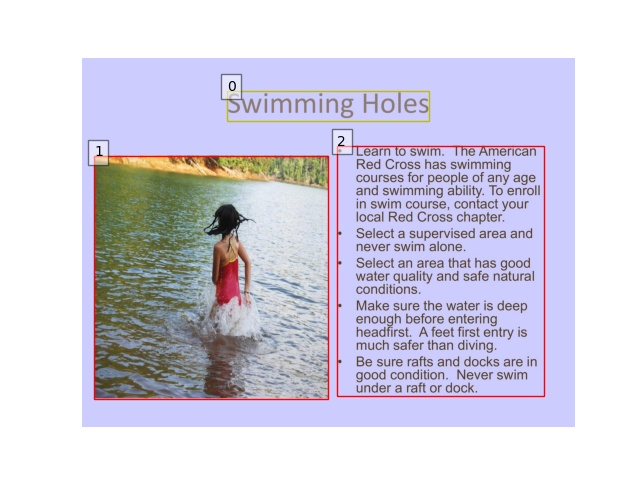 0
Swimming Holes
1
2
• Learn to swim.  The American
Red Cross has swimming
courses for people of any age
and swimming ability. To enroll
in swim course, contact your
local Red Cross chapter.
• Select a supervised area and
never swim alone.
• Select an area that has good
water quality and safe natural
conditions.
• Make sure the water is deep
enough before entering
headfirst.  A feet first entry is
much safer than diving.
• Be sure rafts and docks are in
good condition.  Never swim
under a raft or dock.